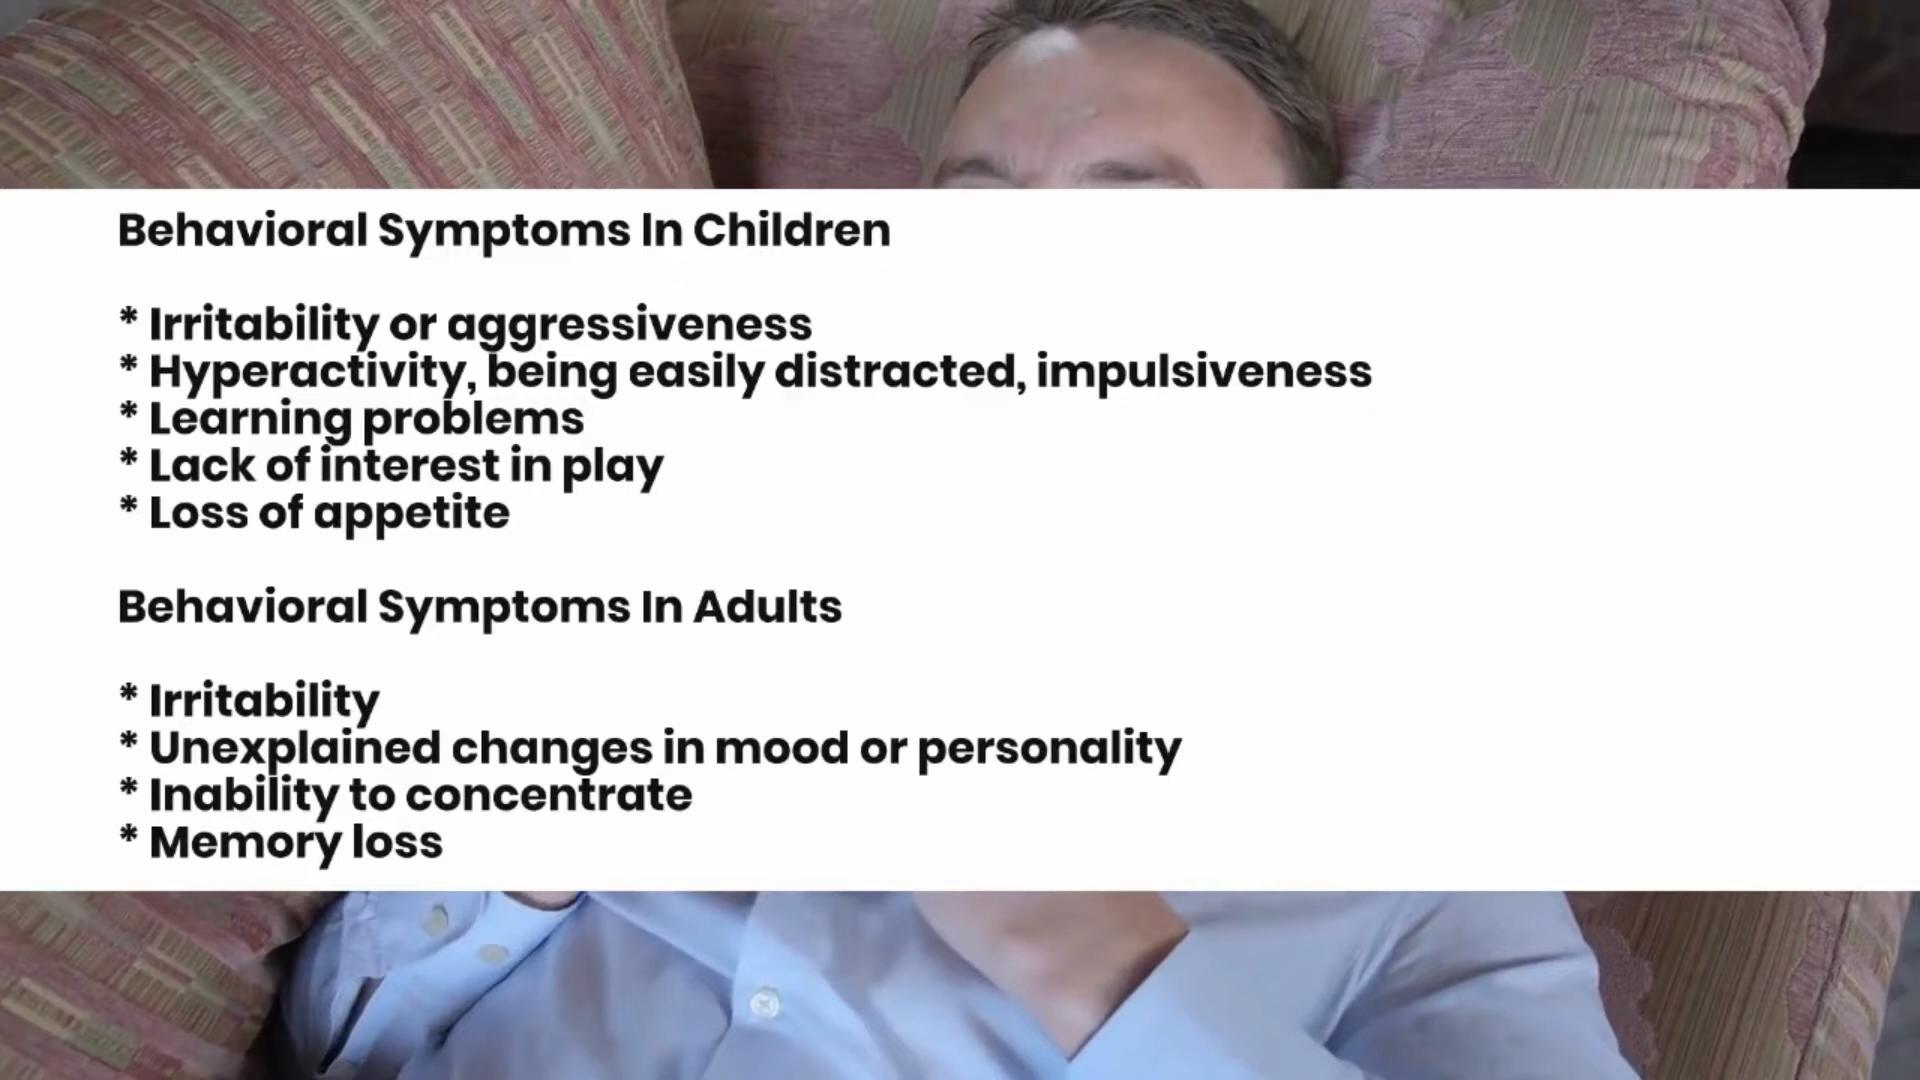 Behavioral Symptoms In Children
* Irritability or aggressiveness
* Hyperactivity, being easily distracted, impulsiveness
* Learning problems
* Lack of interest in play
* Loss of appetite
Behavioral Symptoms In Adults
* Irritability
* Unexplained changes in mood or personality
* Inability to concentrate
* Memory loss